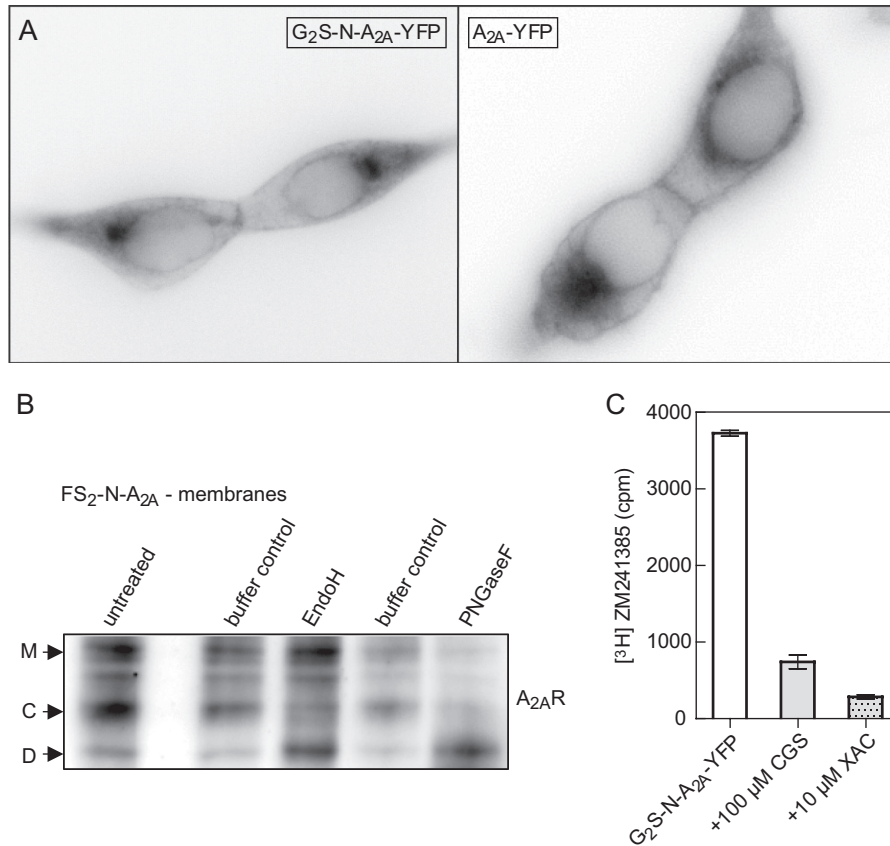 A
G₂S-N-A₂A-YFP
A₂A-YFP
B
FS₂-N-A₂A - membranes
untreated
buffer control
EndoH
buffer control
PNGaseF
M
C
D
A₂AR
C
[³H] ZM241385 (cpm)
4000
3000
2000
1000
0
G₂S-N-A₂A-YFP
+100 µM CGS
+10 µM XAC